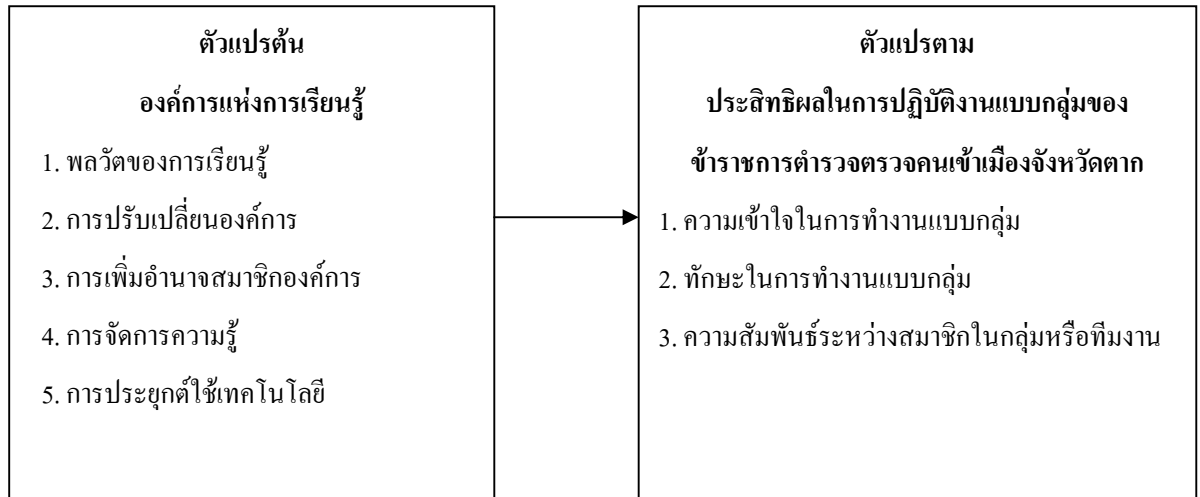 ตัวแปรต้น
องค์การแห่งการเรียนรู้
1. พลวัตของการเรียนรู้
2. การปรับเปลี่ยนองค์การ
3. การเพิ่มอำนาจสมาชิกองค์การ
4. การจัดการความรู้
5. การประยุกต์ใช้เทคโนโลยี
ตัวแปรตาม
ประสิทธิผลในการปฏิบัติงานแบบกลุ่มของ
ข้าราชการตำรวจตรวจคนเข้าเมืองจังหวัดตาก
1. ความเข้าใจในการทำงานแบบกลุ่ม
2. ทักษะในการทำงานแบบกลุ่ม
3. ความสัมพันธ์ระหว่างสมาชิกในกลุ่มหรือทีมงาน